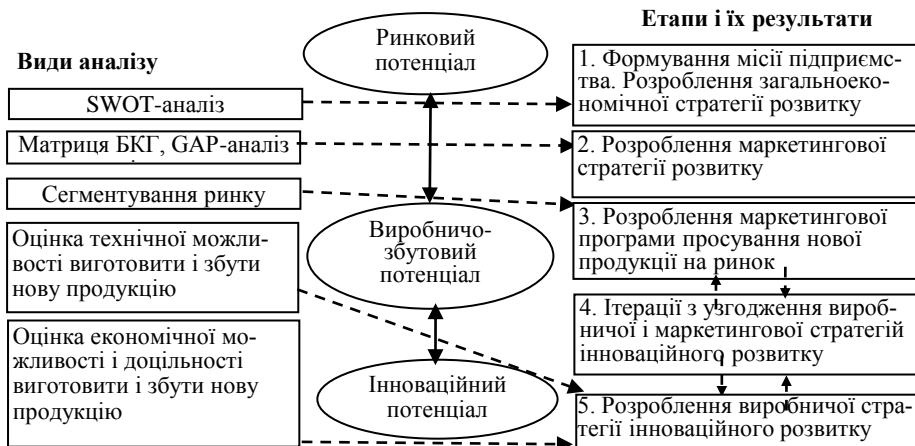 Види аналізу
SWOT-аналіз
Матриця БКГ, GAP-аналіз
Сегментування ринку
Оцінка технічної можли-
вості виготовити і збути
нову продукцію
Оцінка економічної мо-
жливості і доцільності
виготовити і збути нову
продукцію
Ринковий
потенціал
Виробничо-
збутовий
потенціал
Інноваційний
потенціал
Етапи і їх результати
1. Формування місії підприємс-
тва. Розроблення загальноеко-
номічної стратегії розвитку
2. Розроблення маркетингової
стратегії розвитку
3. Розроблення маркетингової
програми просування нової
продукції на ринок
4. Ітерації з узгодження вироб-
ничої і маркетингової стратегій
інноваційного розвитку
5. Розроблення виробничої стра-
тегії інноваційного розвитку